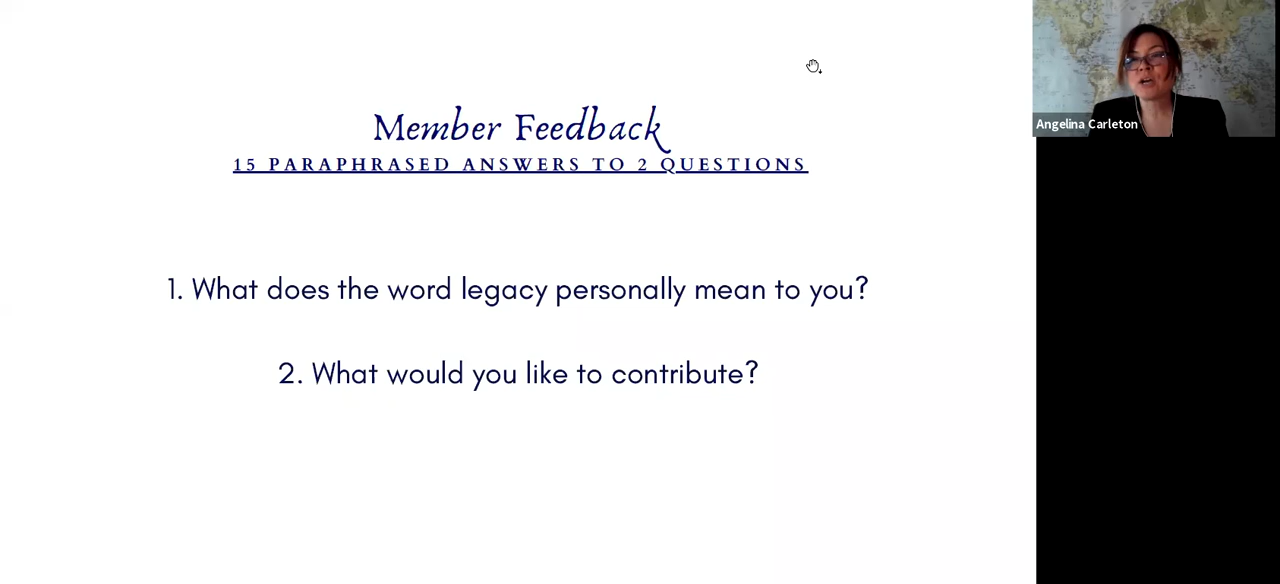 Member Feedback
15 PARAPHRASED ANSWERS TO 2 QUESTIONS
1. What does the word legacy personally mean to you?
2. What would you like to contribute?
Angelina Carleton